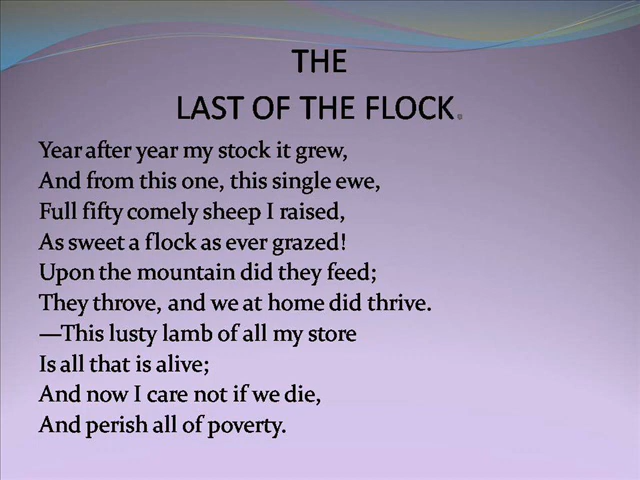 THE
LAST OF THE FLOCK.
Year after year my stock it grew,
And from this one, this single ewe,
Full fifty comely sheep I raised,
As sweet a flock as ever grazed!
Upon the mountain did they feed;
They throve, and we at home did thrive.
—This lusty lamb of all my store
Is all that is alive;
And now I care not if we die,
And perish all of poverty.